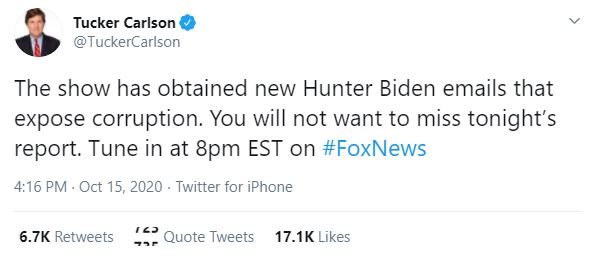 Tucker Carlson
@TuckerCarlson
The show has obtained new Hunter Biden emails that
expose corruption. You will not want to miss tonight's
report. Tune in at 8pm EST on #FoxNews
4:16 PM · Oct 15, 2020 · Twitter for iPhone
6.7K Retweets Quote Tweets 17.1K Likes